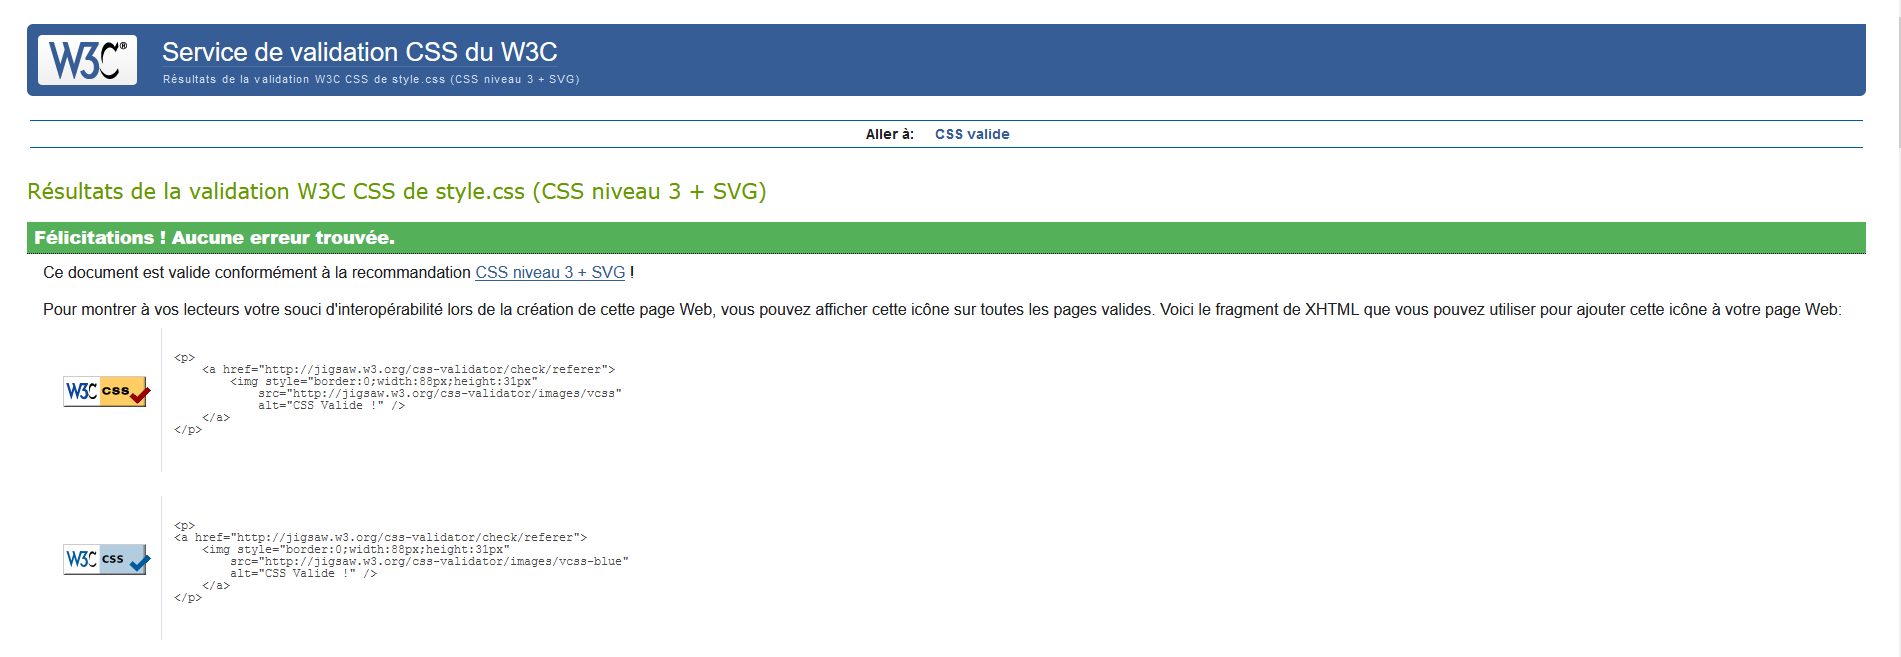 W3C®
Service de validation CSS du W3C
Résultats de la validation W3C CSS de style.css (CSS niveau 3 + SVG)
Aller à: CSS valide
Résultats de la validation W3C CSS de style.css (CSS niveau 3 + SVG)
Félicitations ! Aucune erreur trouvée.
Ce document est valide conformément à la recommandation CSS niveau 3 + SVG !
Pour montrer à vos lecteurs votre souci d'interopérabilité lors de la création de cette page Web, vous pouvez afficher cette icône sur toutes les pages valides. Voici le fragment de XHTML que vous pouvez utiliser pour ajouter cette icône à votre page Web:
W3C css
<p>
    <a href="http://jigsaw.w3.org/css-validator/check/referer">
        <img style="border:0;width:88px;height:31px"
            src="http://jigsaw.w3.org/css-validator/images/vcss"
            alt="CSS Valide !" />
    </a>
</p>
W3C css
<p>
<a href="http://jigsaw.w3.org/css-validator/check/referer">
    <img style="border:0;width:88px;height:31px"
        src="http://jigsaw.w3.org/css-validator/images/vcss-blue"
        alt="CSS Valide !" />
    </a>
</p>